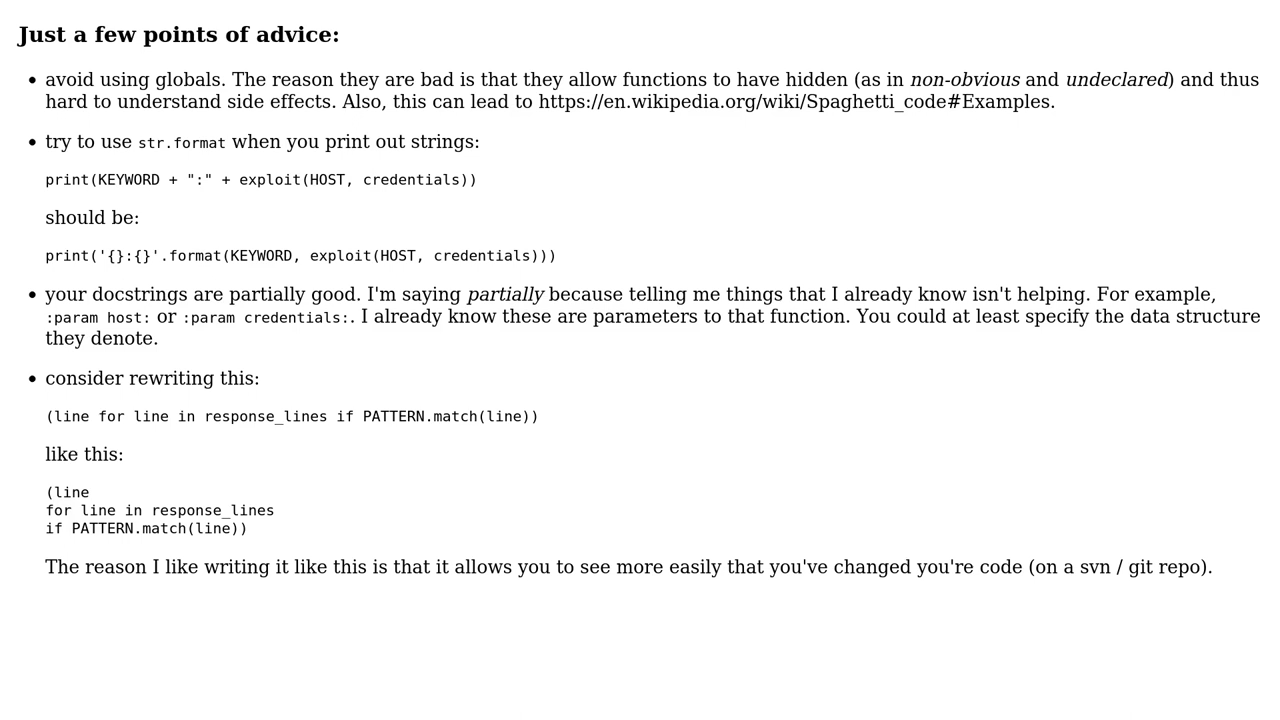 Just a few points of advice:
avoid using globals. The reason they are bad is that they allow functions to have hidden (as in non-obvious and undeclared) and thus
hard to understand side effects. Also, this can lead to https://en.wikipedia.org/wiki/Spaghetti_code#Examples.
try to use str.format when you print out strings:
print(KEYWORD + ":" + exploit(HOST, credentials))
should be:
print('{}:{}'.format(KEYWORD, exploit(HOST, credentials)))
your docstrings are partially good. I'm saying partially because telling me things that I already know isn't helping. For example,
:param host: or :param credentials:. I already know these are parameters to that function. You could at least specify the data structure
they denote.
consider rewriting this:
(line for line in response_lines if PATTERN.match(line))
like this:
(line
for line in response_lines
if PATTERN.match(line))
The reason I like writing it like this is that it allows you to see more easily that you've changed you're code (on a svn / git repo).